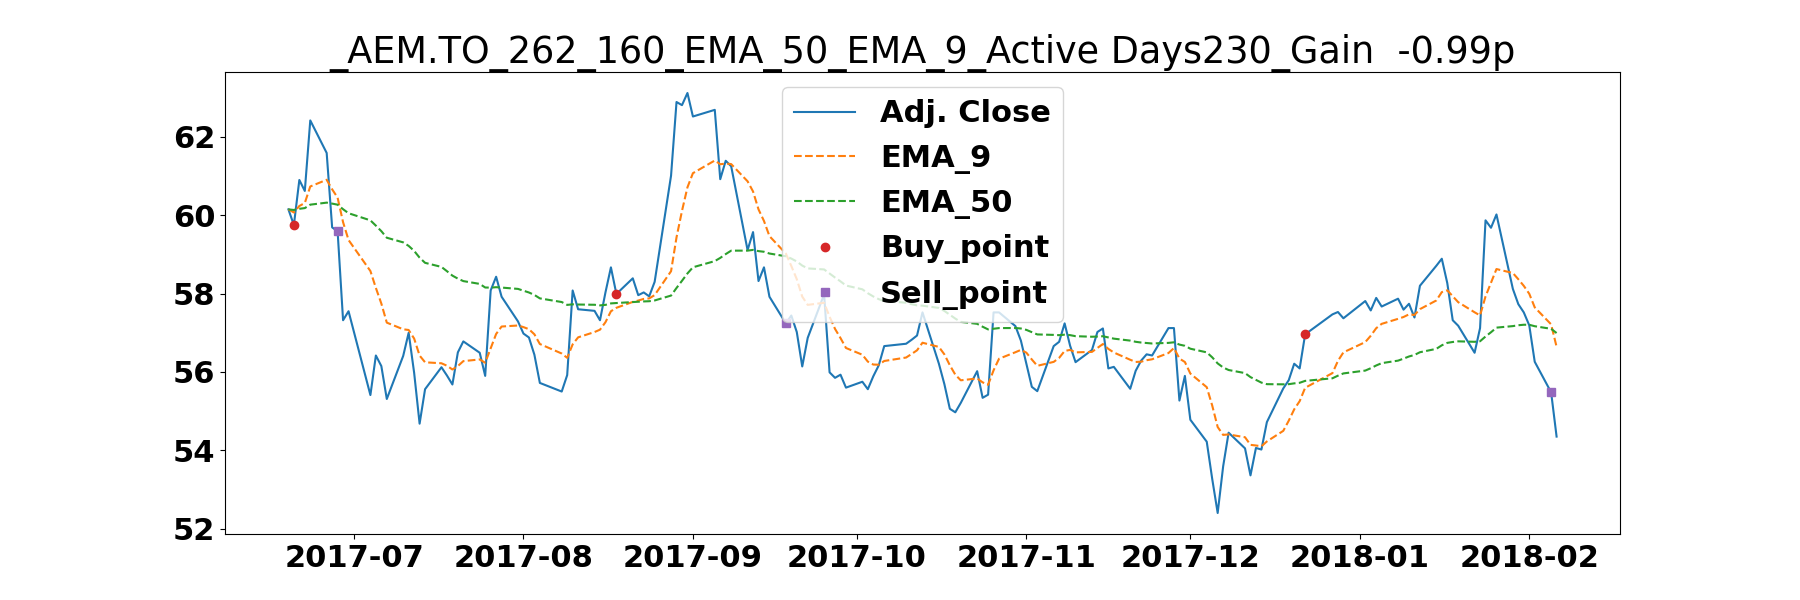 _AEM.TO_262_160_EMA_50_EMA_9_Active Days230_Gain  -0.99p
Adj. Close
EMA_9
EMA_50
Buy_point
Sell_point
62
60
58
56
54
52
2017-07 2017-08 2017-09 2017-10 2017-11 2017-12 2018-01 2018-02